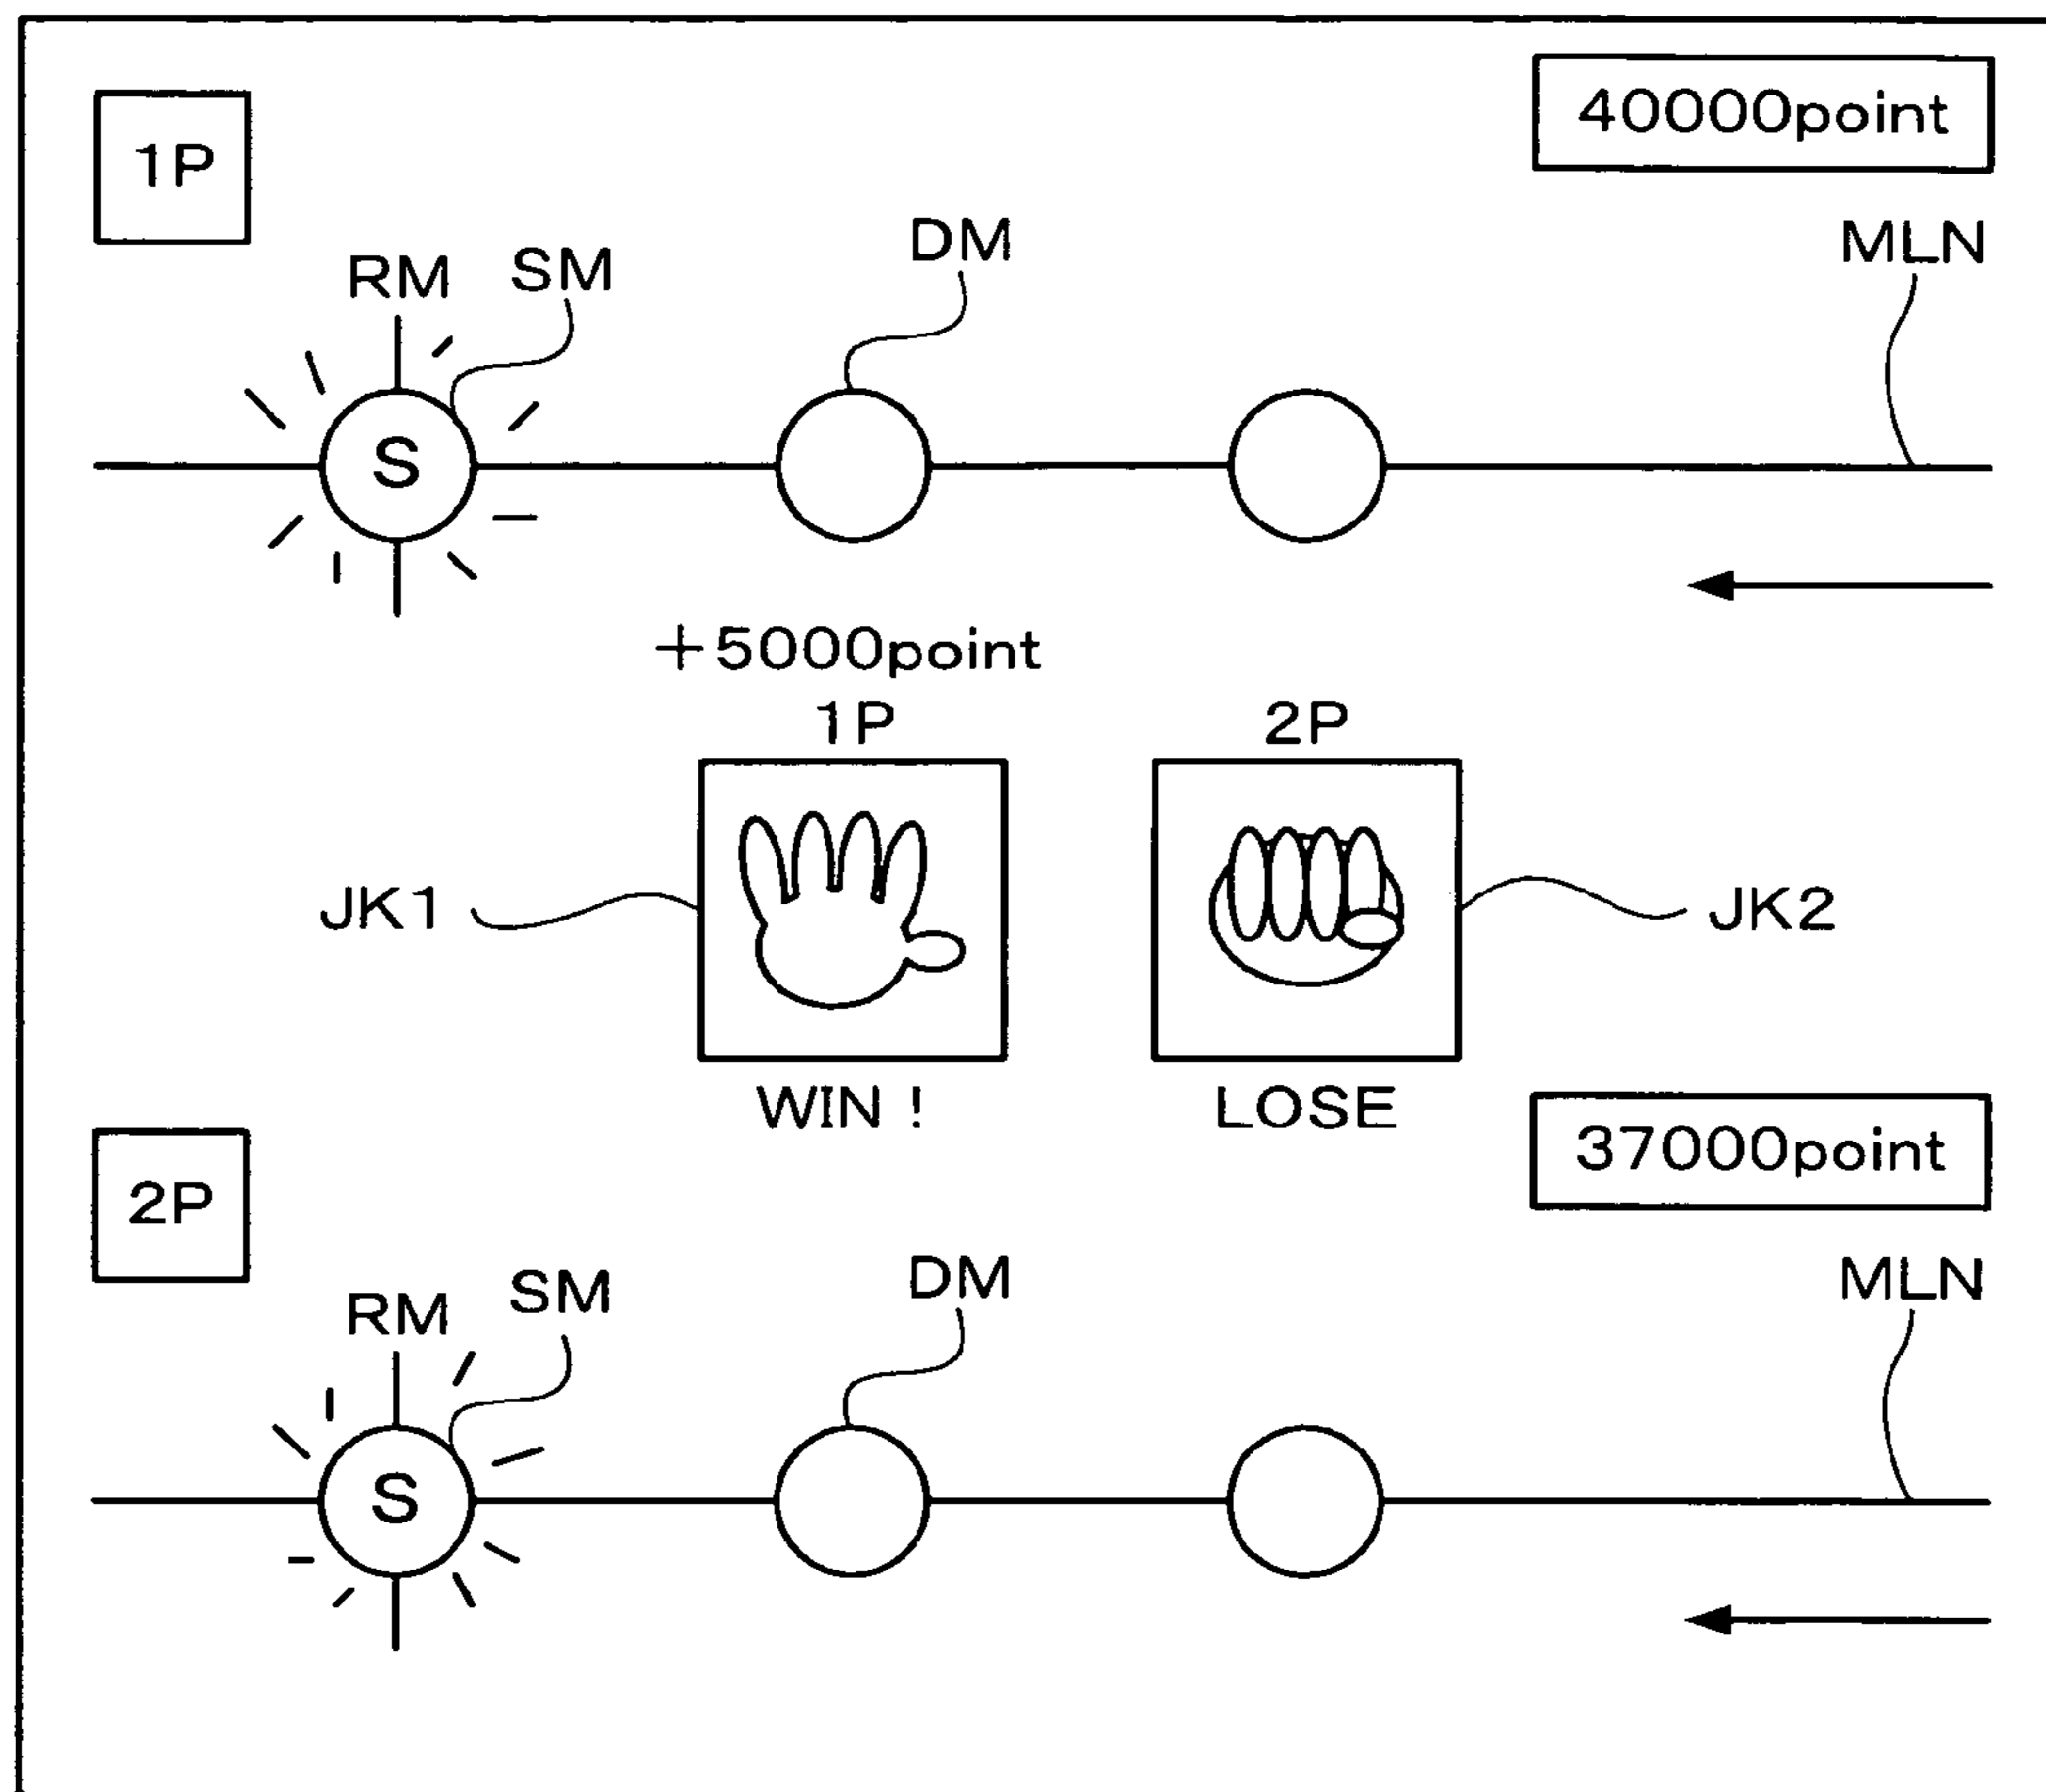 40000point
1P
DM
MLN
RM SM
S
+5000point
1P 2P
JK1 JK2
WIN! LOSE
37000point
2P
DM
MLN
RM SM
S